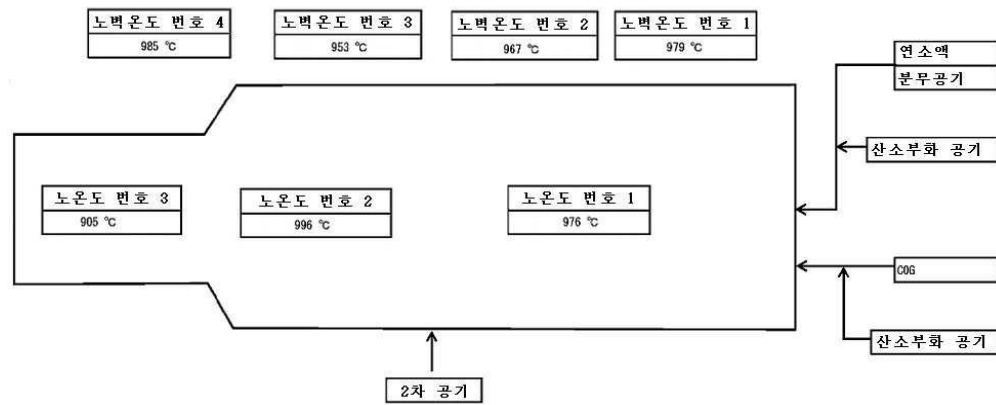 노벽온도 번호 4
985 ℃
노벽온도 번호 3
953 ℃
노벽온도 번호 2
967 ℃
노벽온도 번호 1
979 ℃
연소액
분무공기
산소부화 공기
노온도 번호 3
905 ℃
노온도 번호 2
996 ℃
노온도 번호 1
976 ℃
COG
산소부화 공기
2차 공기